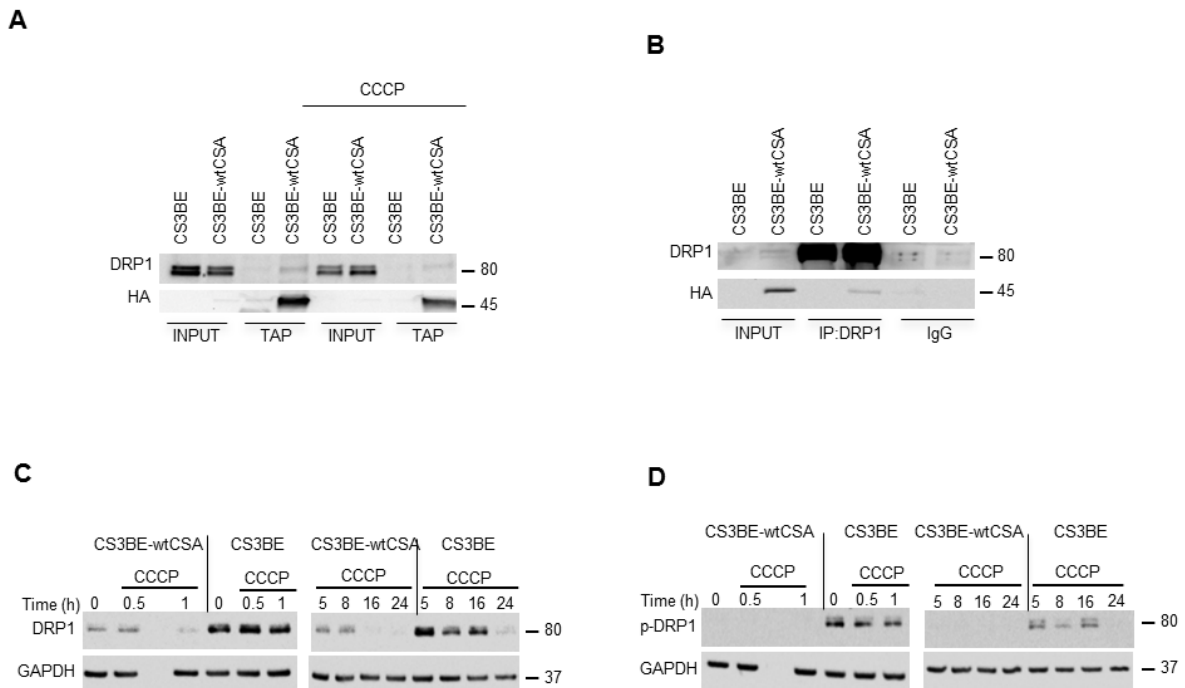 A
CCCP
CS3BE
CS3BE-wtCSA
CS3BE
CS3BE-wtCSA
CS3BE
CS3BE-wtCSA
CS3BE
CS3BE-wtCSA
DRP1
80
HA
45
INPUT TAP INPUT TAP
B
CS3BE
CS3BE-wtCSA
CS3BE
CS3BE-wtCSA
CS3BE
CS3BE-wtCSA
DRP1
80
HA
45
INPUT IP:DRP1 IgG
C
CS3BE-wtCSA CS3BE CS3BE-wtCSA CS3BE
CCCP CCCP CCCP CCCP
Time (h) 0 0.5 1 0 0.5 1 5 8 16 24 5 8 16 24
DRP1 80
GAPDH 37
D
CS3BE-wtCSA CS3BE CS3BE-wtCSA CS3BE
CCCP CCCP CCCP CCCP
Time (h) 0 0.5 1 0 0.5 1 5 8 16 24 5 8 16 24
p-DRP1 80
GAPDH 37